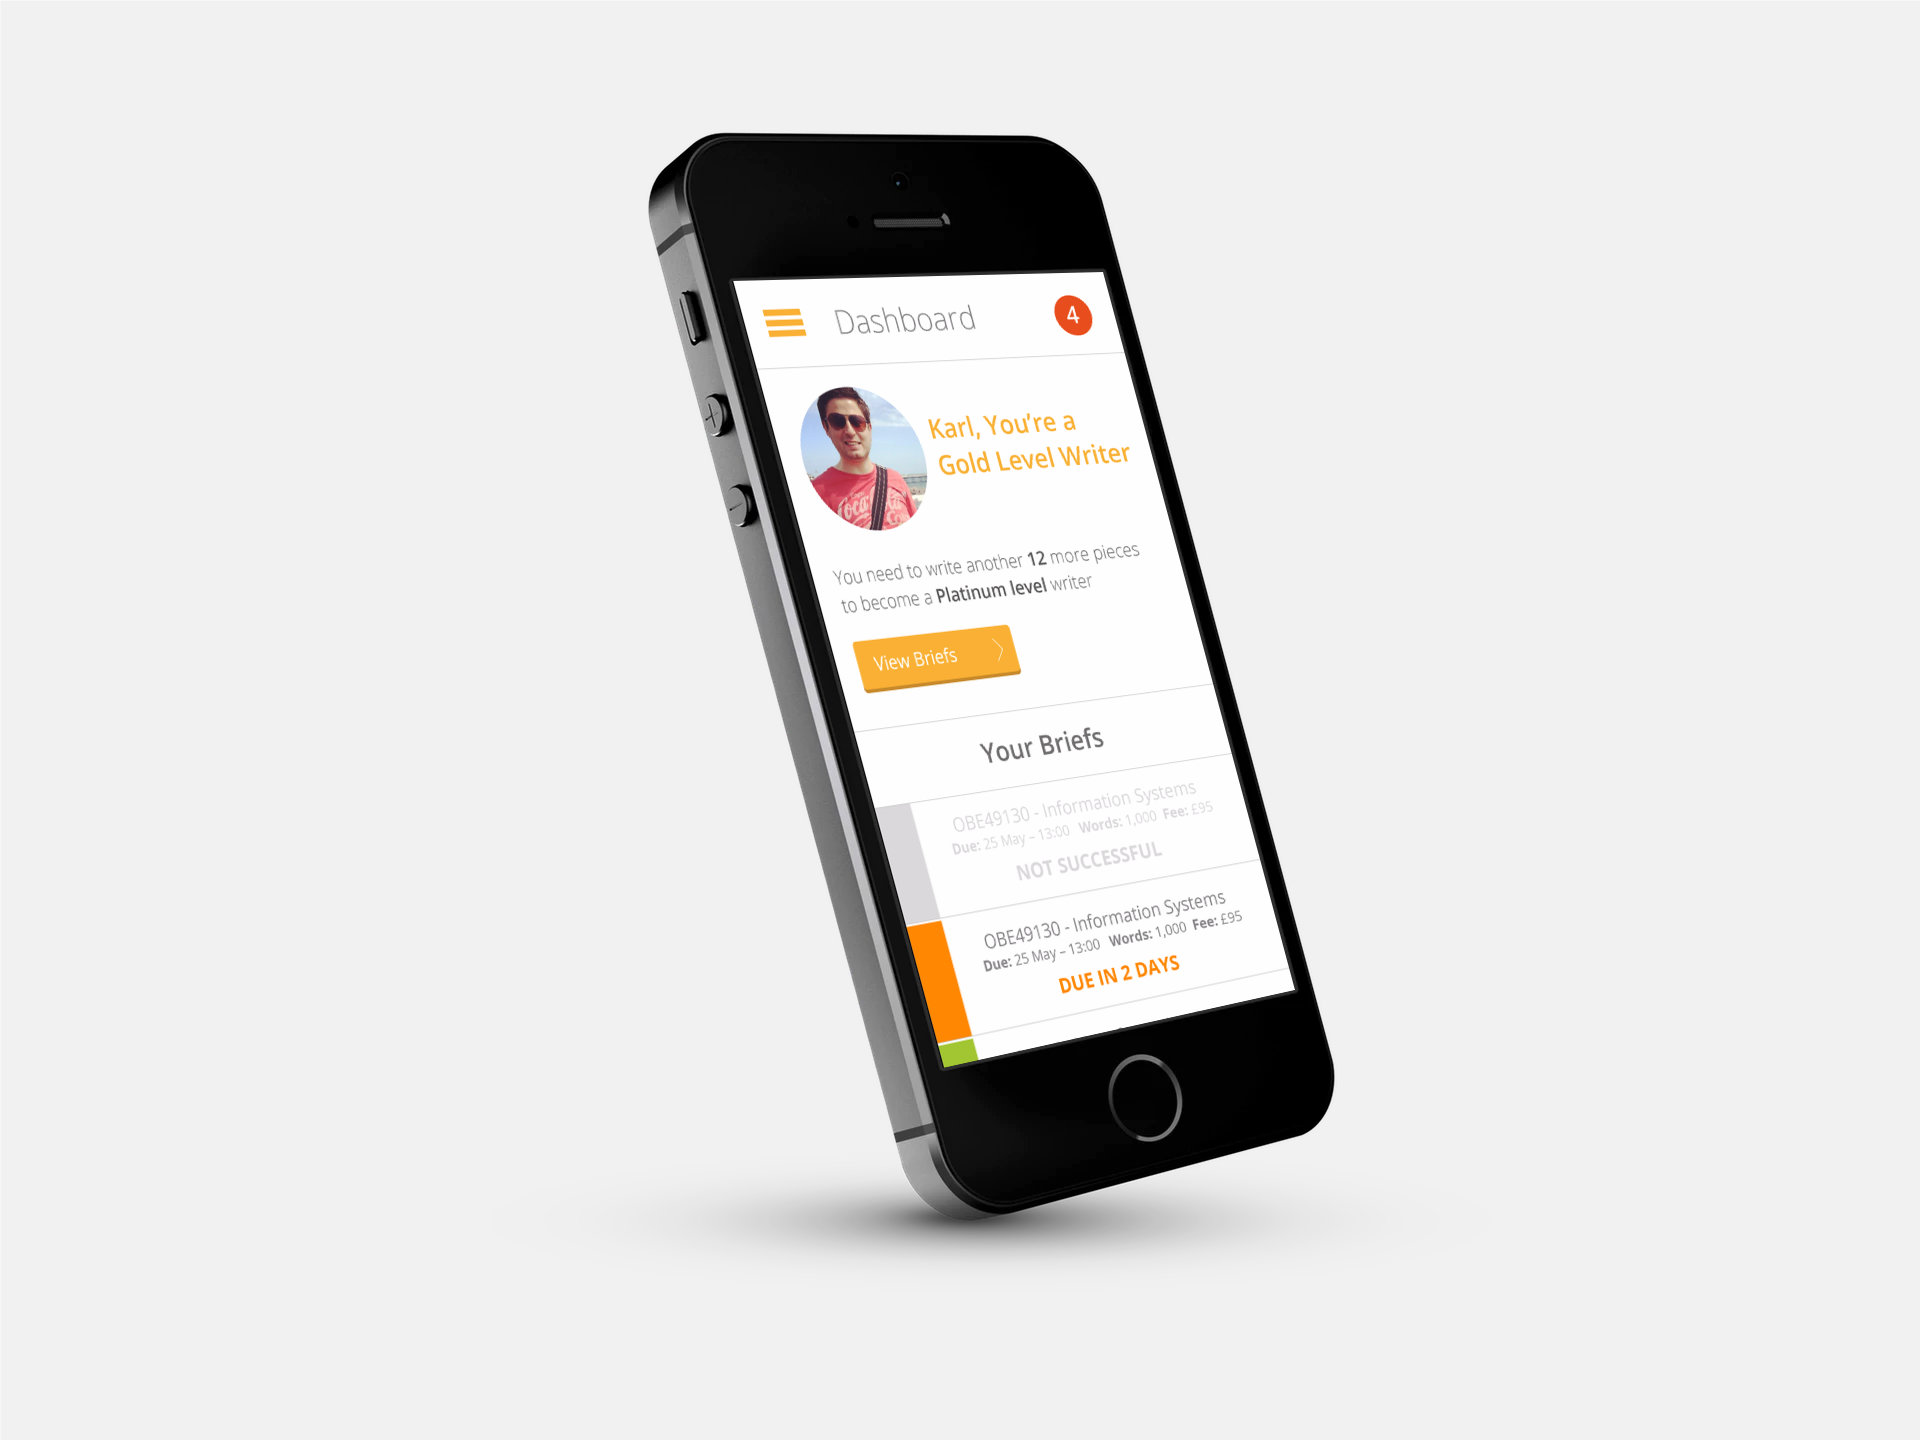 Dashboard
4
Karl, You’re a
Gold Level Writer
You need to write another 12 more pieces
to become a Platinum level writer
View Briefs
Your Briefs
OBE49130 - Information Systems
Due: 25 May – 13:00 Words: 1,000 Fee: £95
NOT SUCCESSFUL
OBE49130 - Information Systems
Due: 25 May – 13:00 Words: 1,000 Fee: £95
DUE IN 2 DAYS